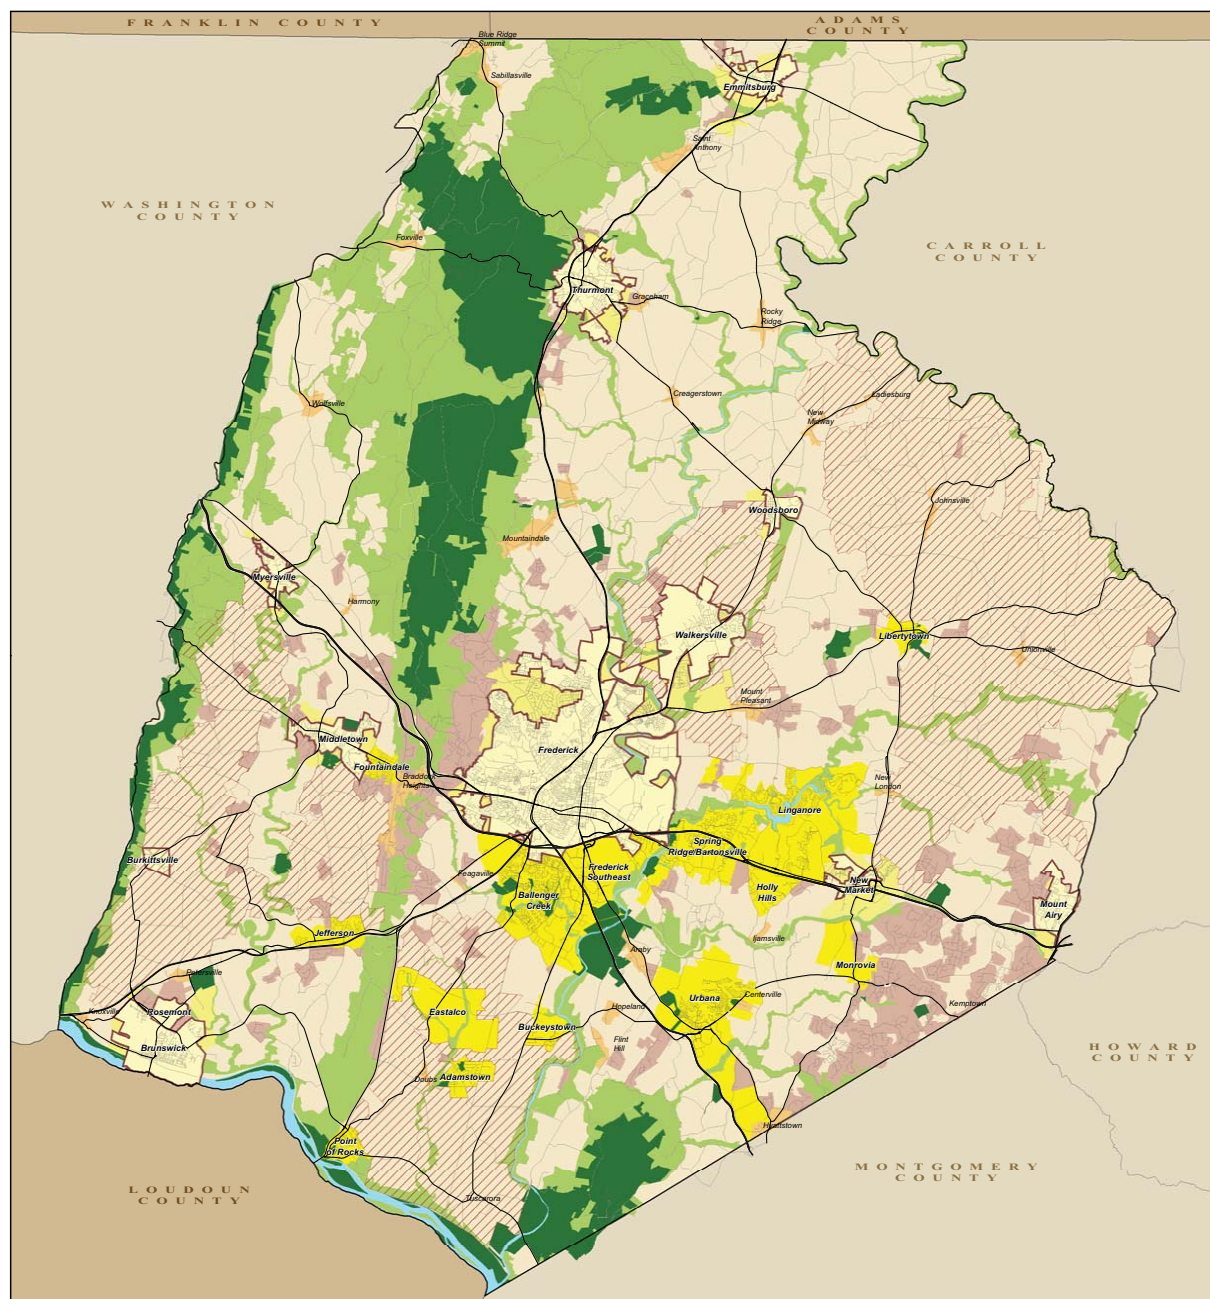 FRANKLIN COUNTY
ADAMS
COUNTY
Blue Ridge
Summit
Sabillasville
Emmitsburg
Saint
Anthony
WASHINGTON
COUNTY
Foxville
CARROLL
COUNTY
Thurmont
Graceham
Rocky
Ridge
Creagerstown
Ladiesburg
Wolfsville
New
Midway
Johnsville
Woodsboro
Mountaindale
Myersville
Harmony
Walkersville
Libertytown
Unionville
Mount
Pleasant
Middletown
Frederick
Fountaindale
Braddock
Heights
New
London
Linganore
Spring
Ridge/Bartonsville
Burkittsville
Frederick
Southeast
Feagaville
Holly
Hills
New
Market
Ballenger
Creek
Mount
Airy
Jefferson
Ijamsville
Araby
Monrovia
Petersville
Urbana
Centerville
Kemptown
Knoxville
Rosemont
Eastalco
Hopeland
Buckeystown
Brunswick
Flint
Hill
HOWARD
COUNTY
Doubs
Adamstown
Hyattstown
Point
of Rocks
MONTGOMERY
COUNTY
LOUDOUN
COUNTY
Tuscarora